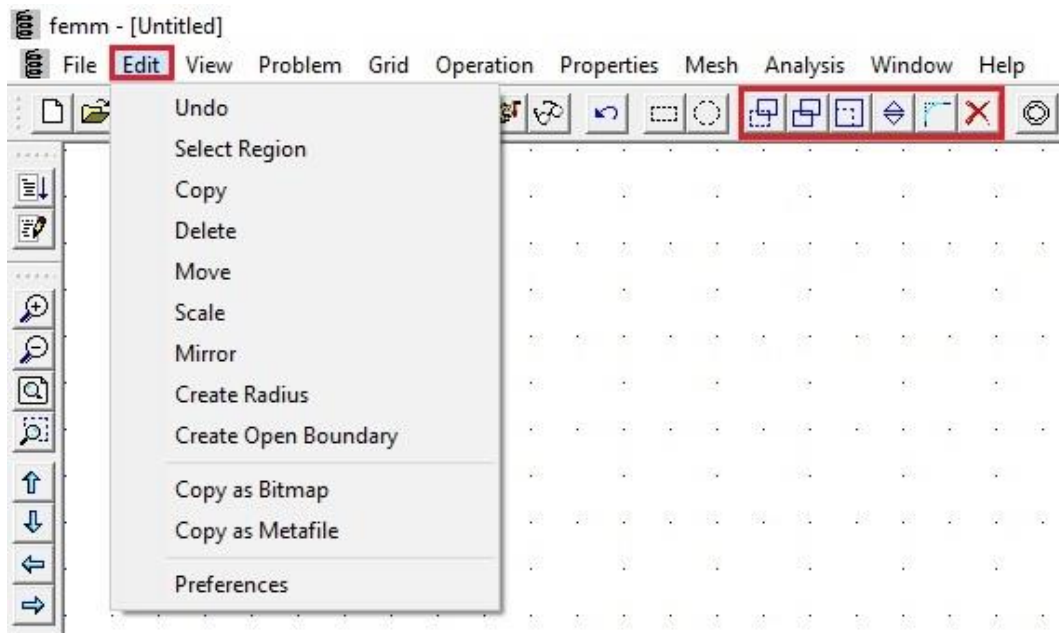 femm - [Untitled]
File Edit View Problem Grid Operation Properties Mesh Analysis Window Help
Undo
Select Region
Copy
Delete
Move
Scale
Mirror
Create Radius
Create Open Boundary
Copy as Bitmap
Copy as Metafile
Preferences